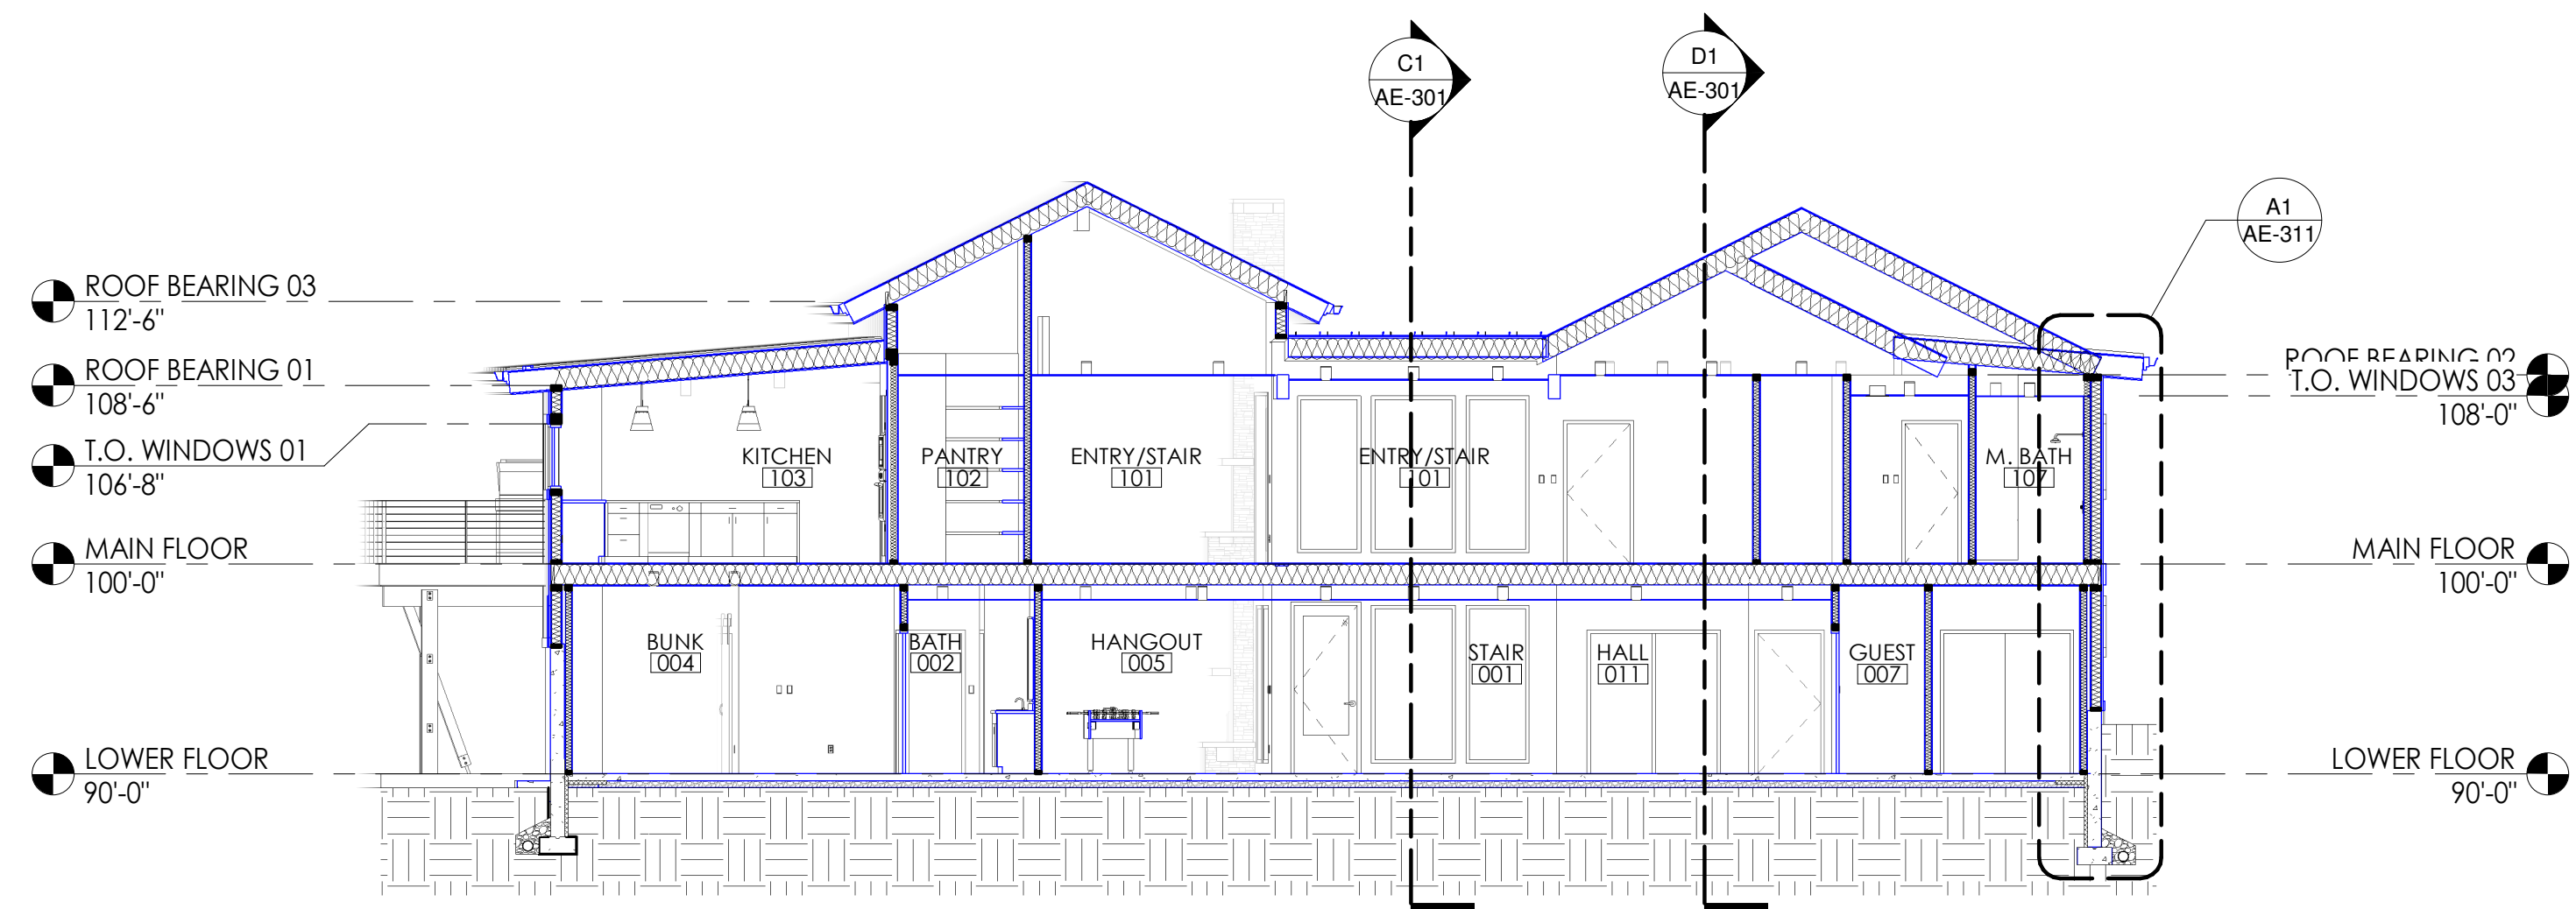 C1
AE-301
D1
AE-301
A1
AE-311
ROOF BEARING 03
112'-6"
ROOF BEARING 01
108'-6"
T.O. WINDOWS 01
106'-8"
MAIN FLOOR
100'-0"
LOWER FLOOR
90'-0"
KITCHEN
103
PANTRY
102
ENTRY/STAIR
101
ENTRY/STAIR
101
M. BATH
107
BUNK
004
BATH
002
HANGOUT
005
STAIR
001
HALL
011
GUEST
007
ROOF BEARING 02
T.O. WINDOWS 03
108'-0"
MAIN FLOOR
100'-0"
LOWER FLOOR
90'-0"